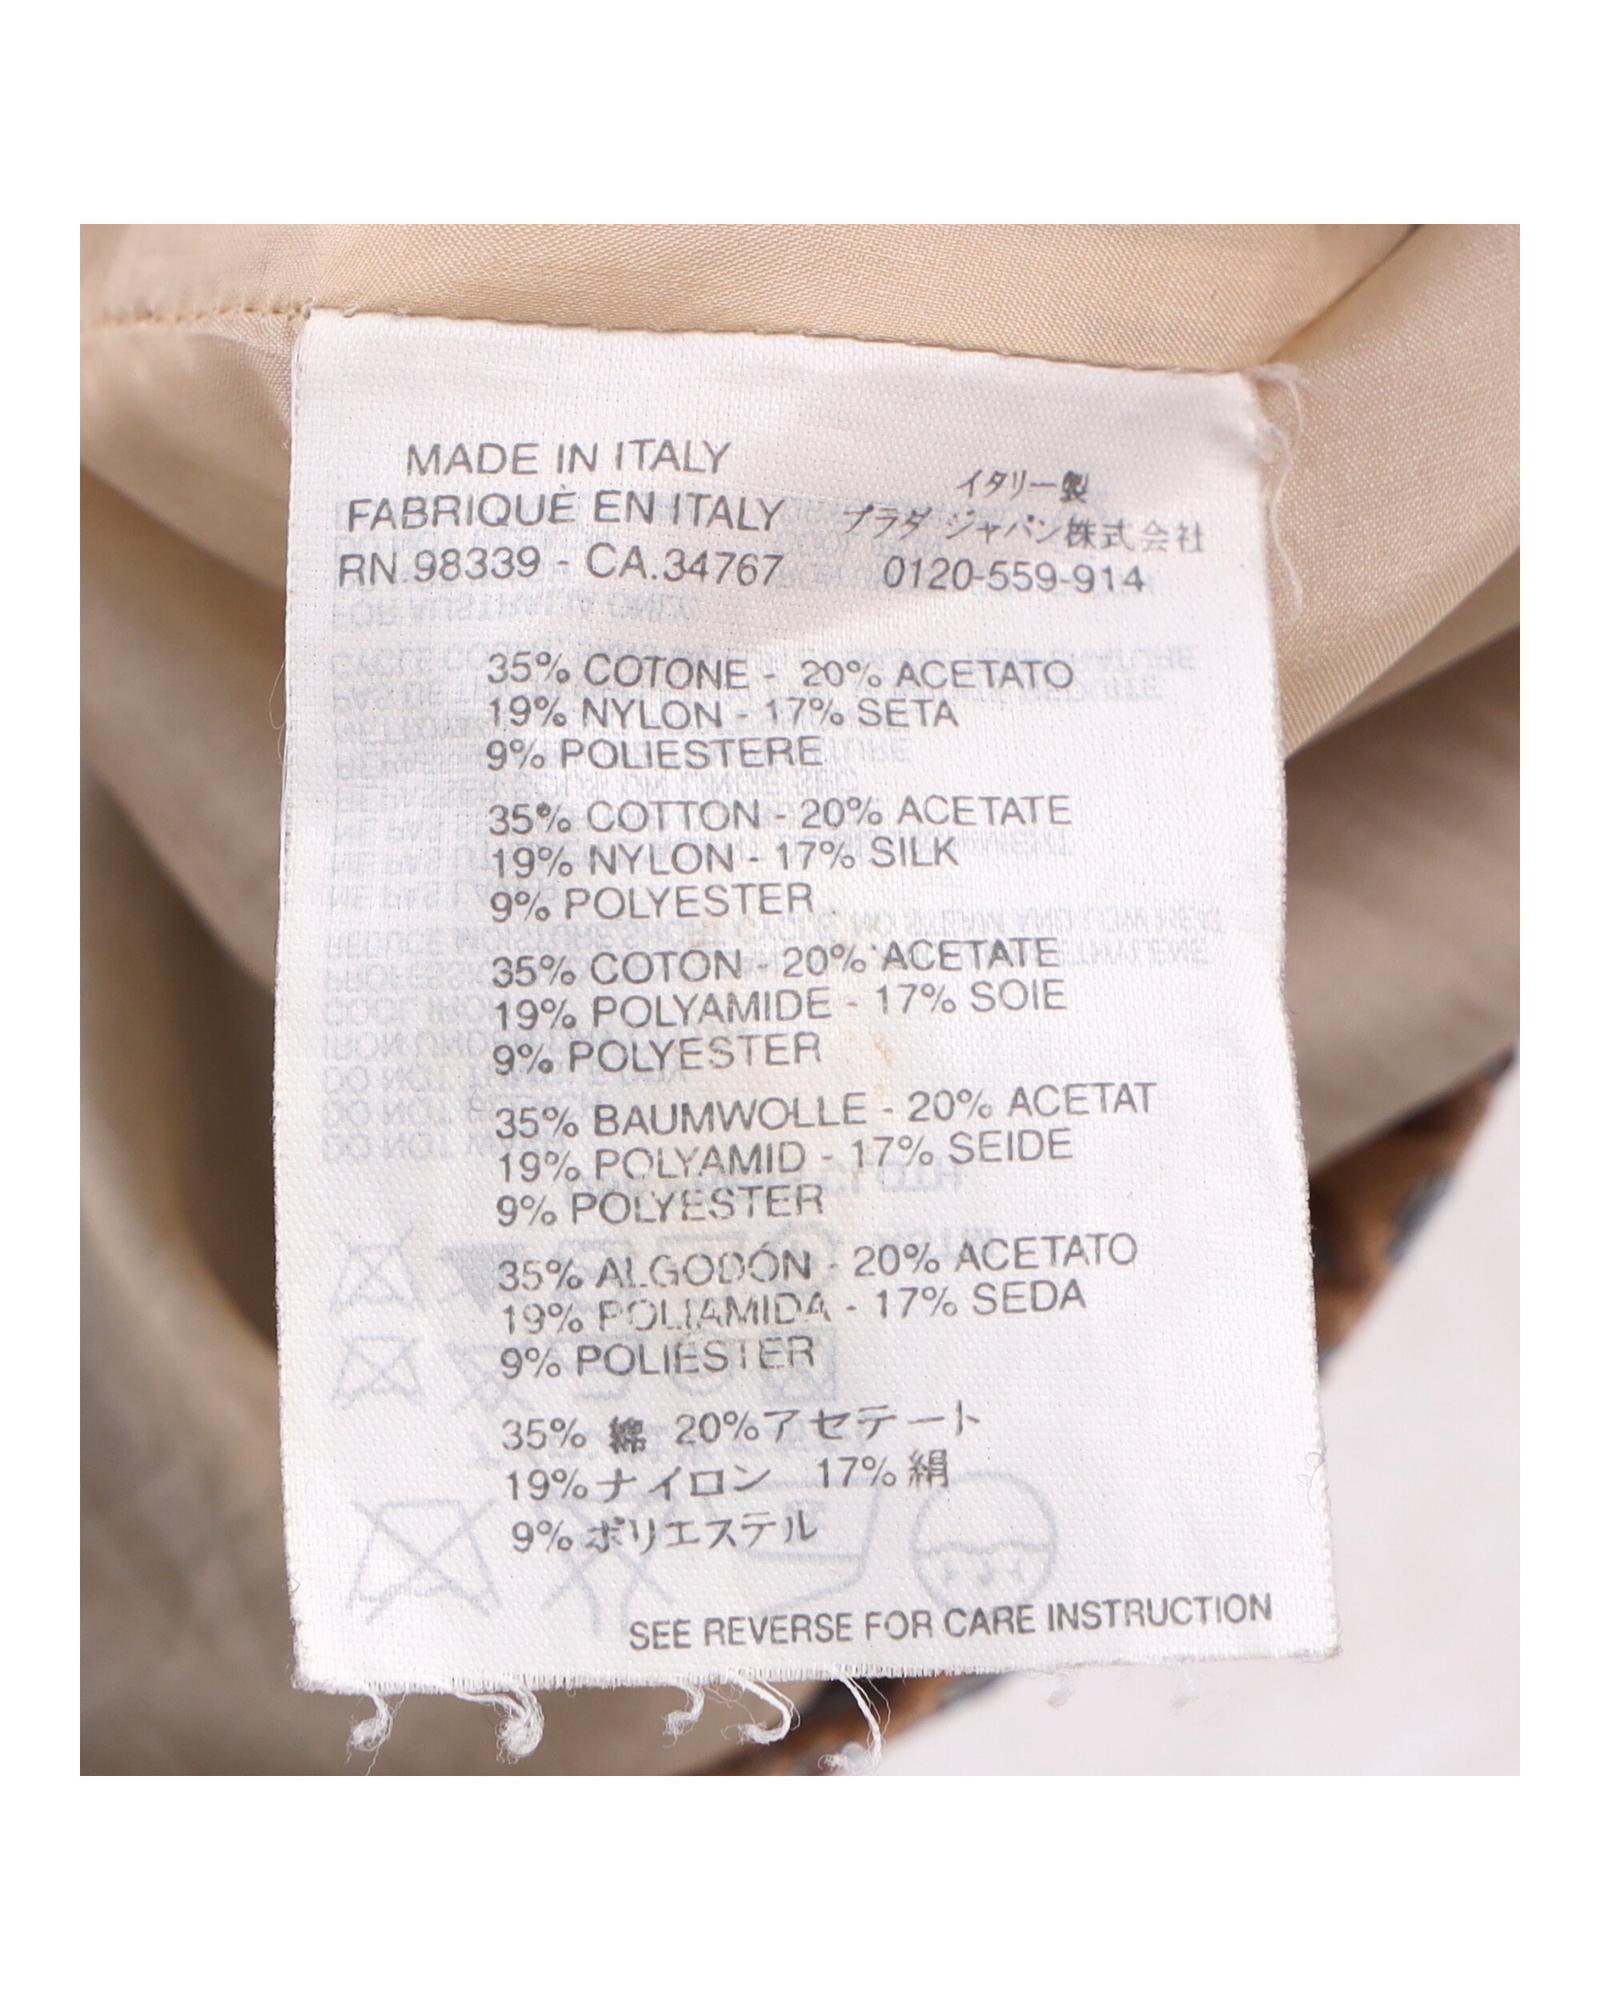 MADE IN ITALY
FABRIQUÈ EN ITALY
RN.98339 - CA.34767
イタリー製
プラダ ジャパン株式会社
0120-559-914
35% COTONE - 20% ACETATO
19% NYLON - 17% SETA
9% POLIESTERE
35% COTTON - 20% ACETATE
19% NYLON - 17% SILK
9% POLYESTER
35% COTON - 20% ACETATE
19% POLYAMIDE - 17% SOIE
9% POLYESTER
35% BAUMWOLLE - 20% ACETAT
19% POLYAMID - 17% SEIDE
9% POLYESTER
35% ALGODÓN - 20% ACETATO
19% POLIAMIDA - 17% SEDA
9% POLIESTER
35% 綿 20%アセテート
19%ナイロン 17%絹
9%ポリエステル
SEE REVERSE FOR CARE INSTRUCTION